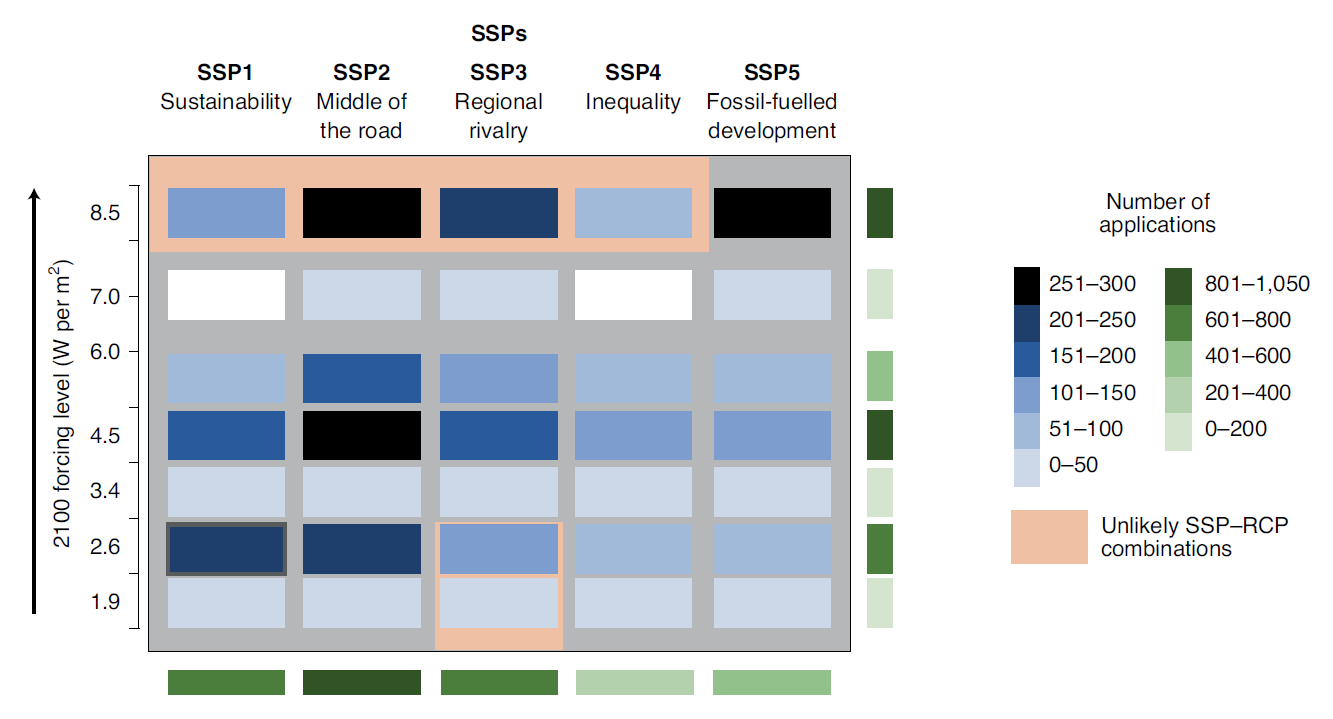 SSPs
SSP1 SSP2 SSP3 SSP4 SSP5
Sustainability Middle of Regional Inequality Fossil-fuelled
the road rivalry development
2100 forcing level (W per m²)
8.5
7.0
6.0
4.5
3.4
2.6
1.9
Number of
applications
251–300 801–1,050
201–250 601–800
151–200 401–600
101–150 201–400
51–100 0–200
0–50
Unlikely SSP–RCP
combinations